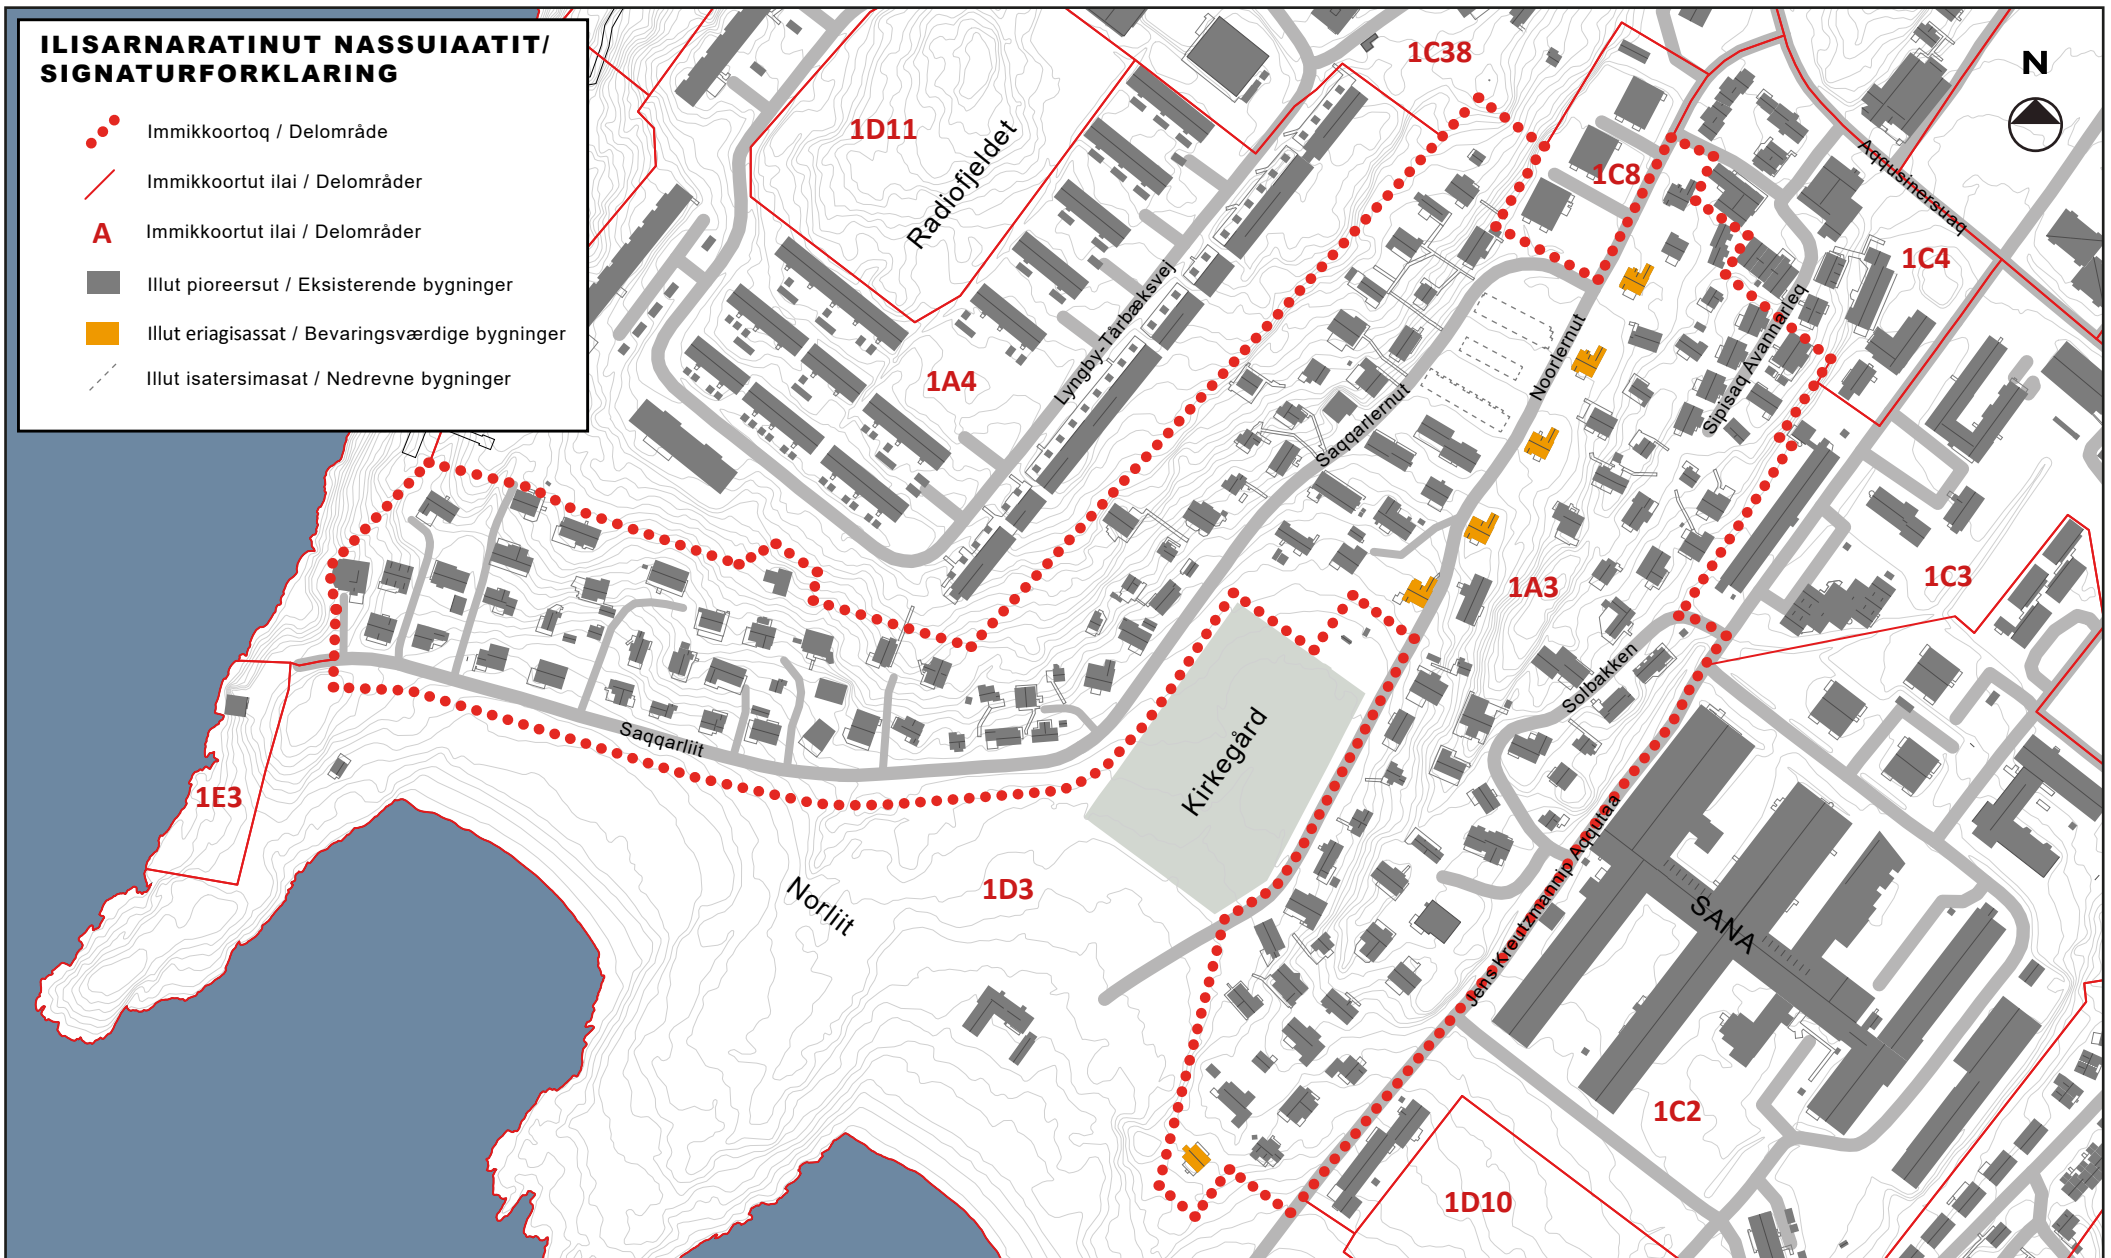 ILISARNARATINUT NASSUIAATIT/
SIGNATURFORKLARING
Immikkoortoq / Delområde
Immikkoortut ilai / Delområder
A
Immikkoortut ilai / Delområder
Illut pioreersut / Eksisterende bygninger
Illut eriagisassat / Bevaringsværdige bygninger
Illut isatersimasat / Nedrevne bygninger
N
1C38
1D11
Radiofjeldet
1C8
Aqqusinersuaq
1C4
Lyngby-Tårbæksvej
Sipisaq Avannarleq
Noorlernut
1A4
Saqqarlernut
1A3
1C3
Solbakken
Saqqarliit
Kirkegård
1E3
Jens Kreutzmannip Aqqutaa
1D3
Norliit
SANA
1C2
1D10